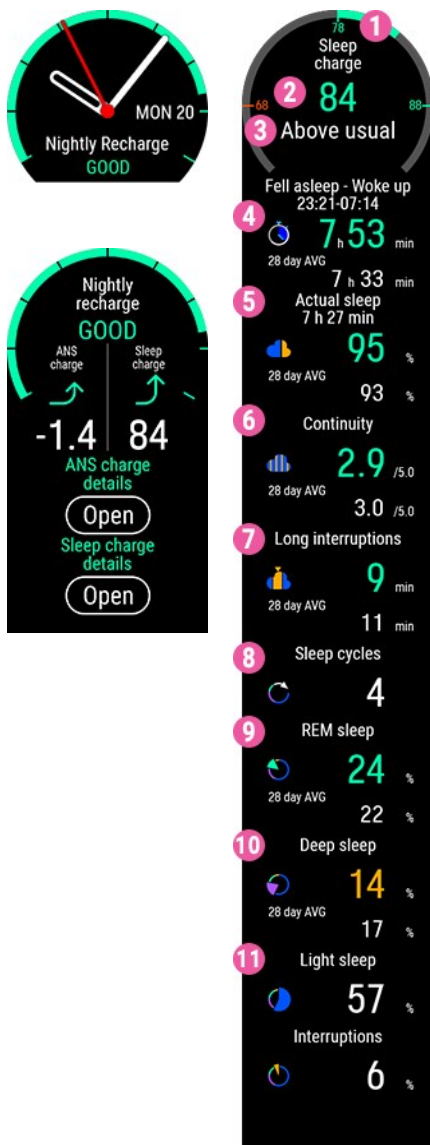 MON 20
Nightly Recharge
GOOD
Nightly
recharge
GOOD
ANS
charge
Sleep
charge
-1.4
84
ANS charge
details
Open
Sleep charge
details
Open
1
78
Sleep
charge
2
84
68
88
3
Above usual
Fell asleep - Woke up
23:21-07:14
4
7 h 53 min
28 day AVG
7 h 33 min
5
Actual sleep
7 h 27 min
95 %
28 day AVG
93 %
6
Continuity
2.9 /5.0
28 day AVG
3.0 /5.0
7
Long interruptions
9 min
28 day AVG
11 min
8
Sleep cycles
4
9
REM sleep
24 %
28 day AVG
22 %
10
Deep sleep
14 %
28 day AVG
17 %
11
Light sleep
57 %
Interruptions
6 %